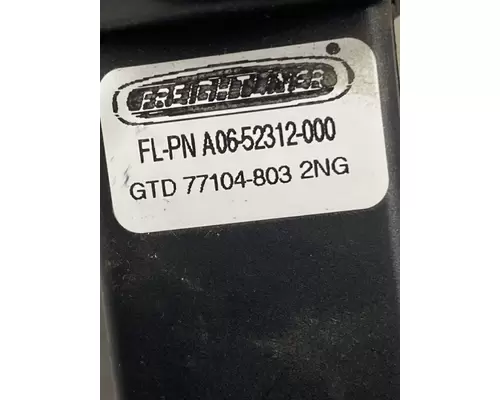 FREIGHTLINER
FL-PN A06-52312-000
GTD 77104-803 2NG